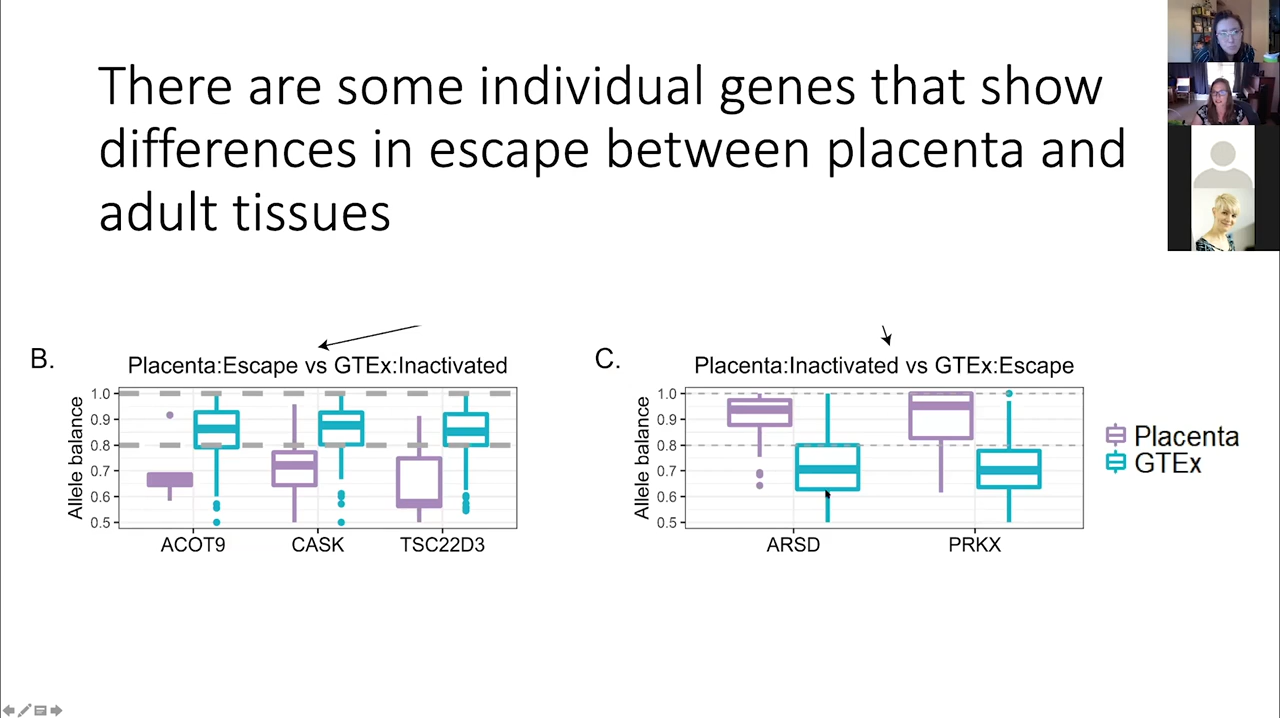 There are some individual genes that show
differences in escape between placenta and
adult tissues
B.
Placenta:Escape vs GTEx:Inactivated
Allele balance
1.0
0.9
0.8
0.7
0.6
0.5
ACOT9 CASK TSC22D3
C.
Placenta:Inactivated vs GTEx:Escape
Allele balance
1.0
0.9
0.8
0.7
0.6
0.5
ARSD PRKX
Placenta
GTEx